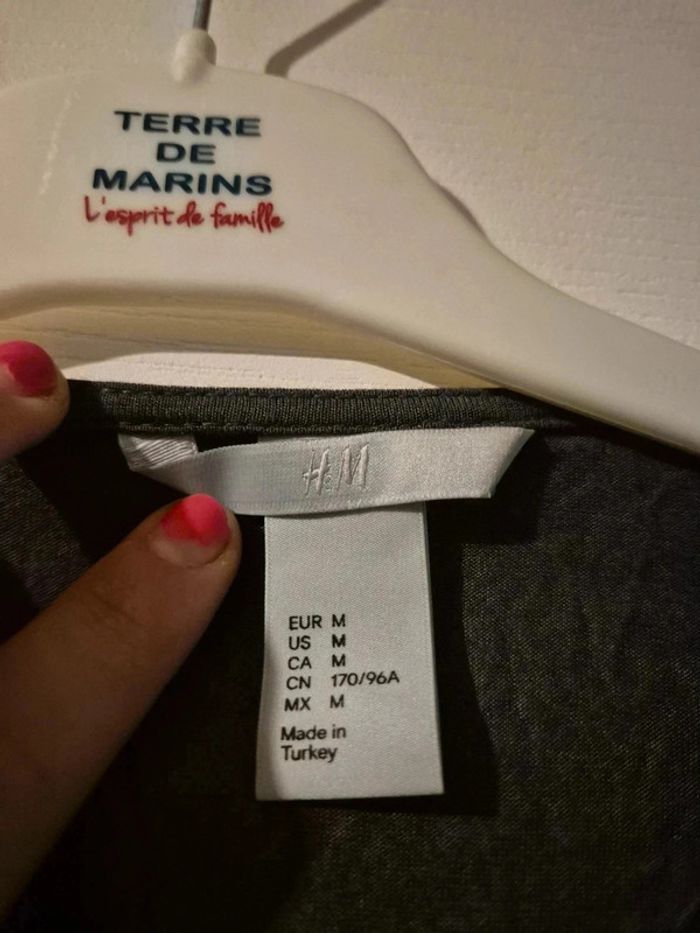 TERRE
DE
MARINS
L'esprit de famille
H&M
EUR M
US M
CA M
CN 170/96A
MX M
Made in
Turkey